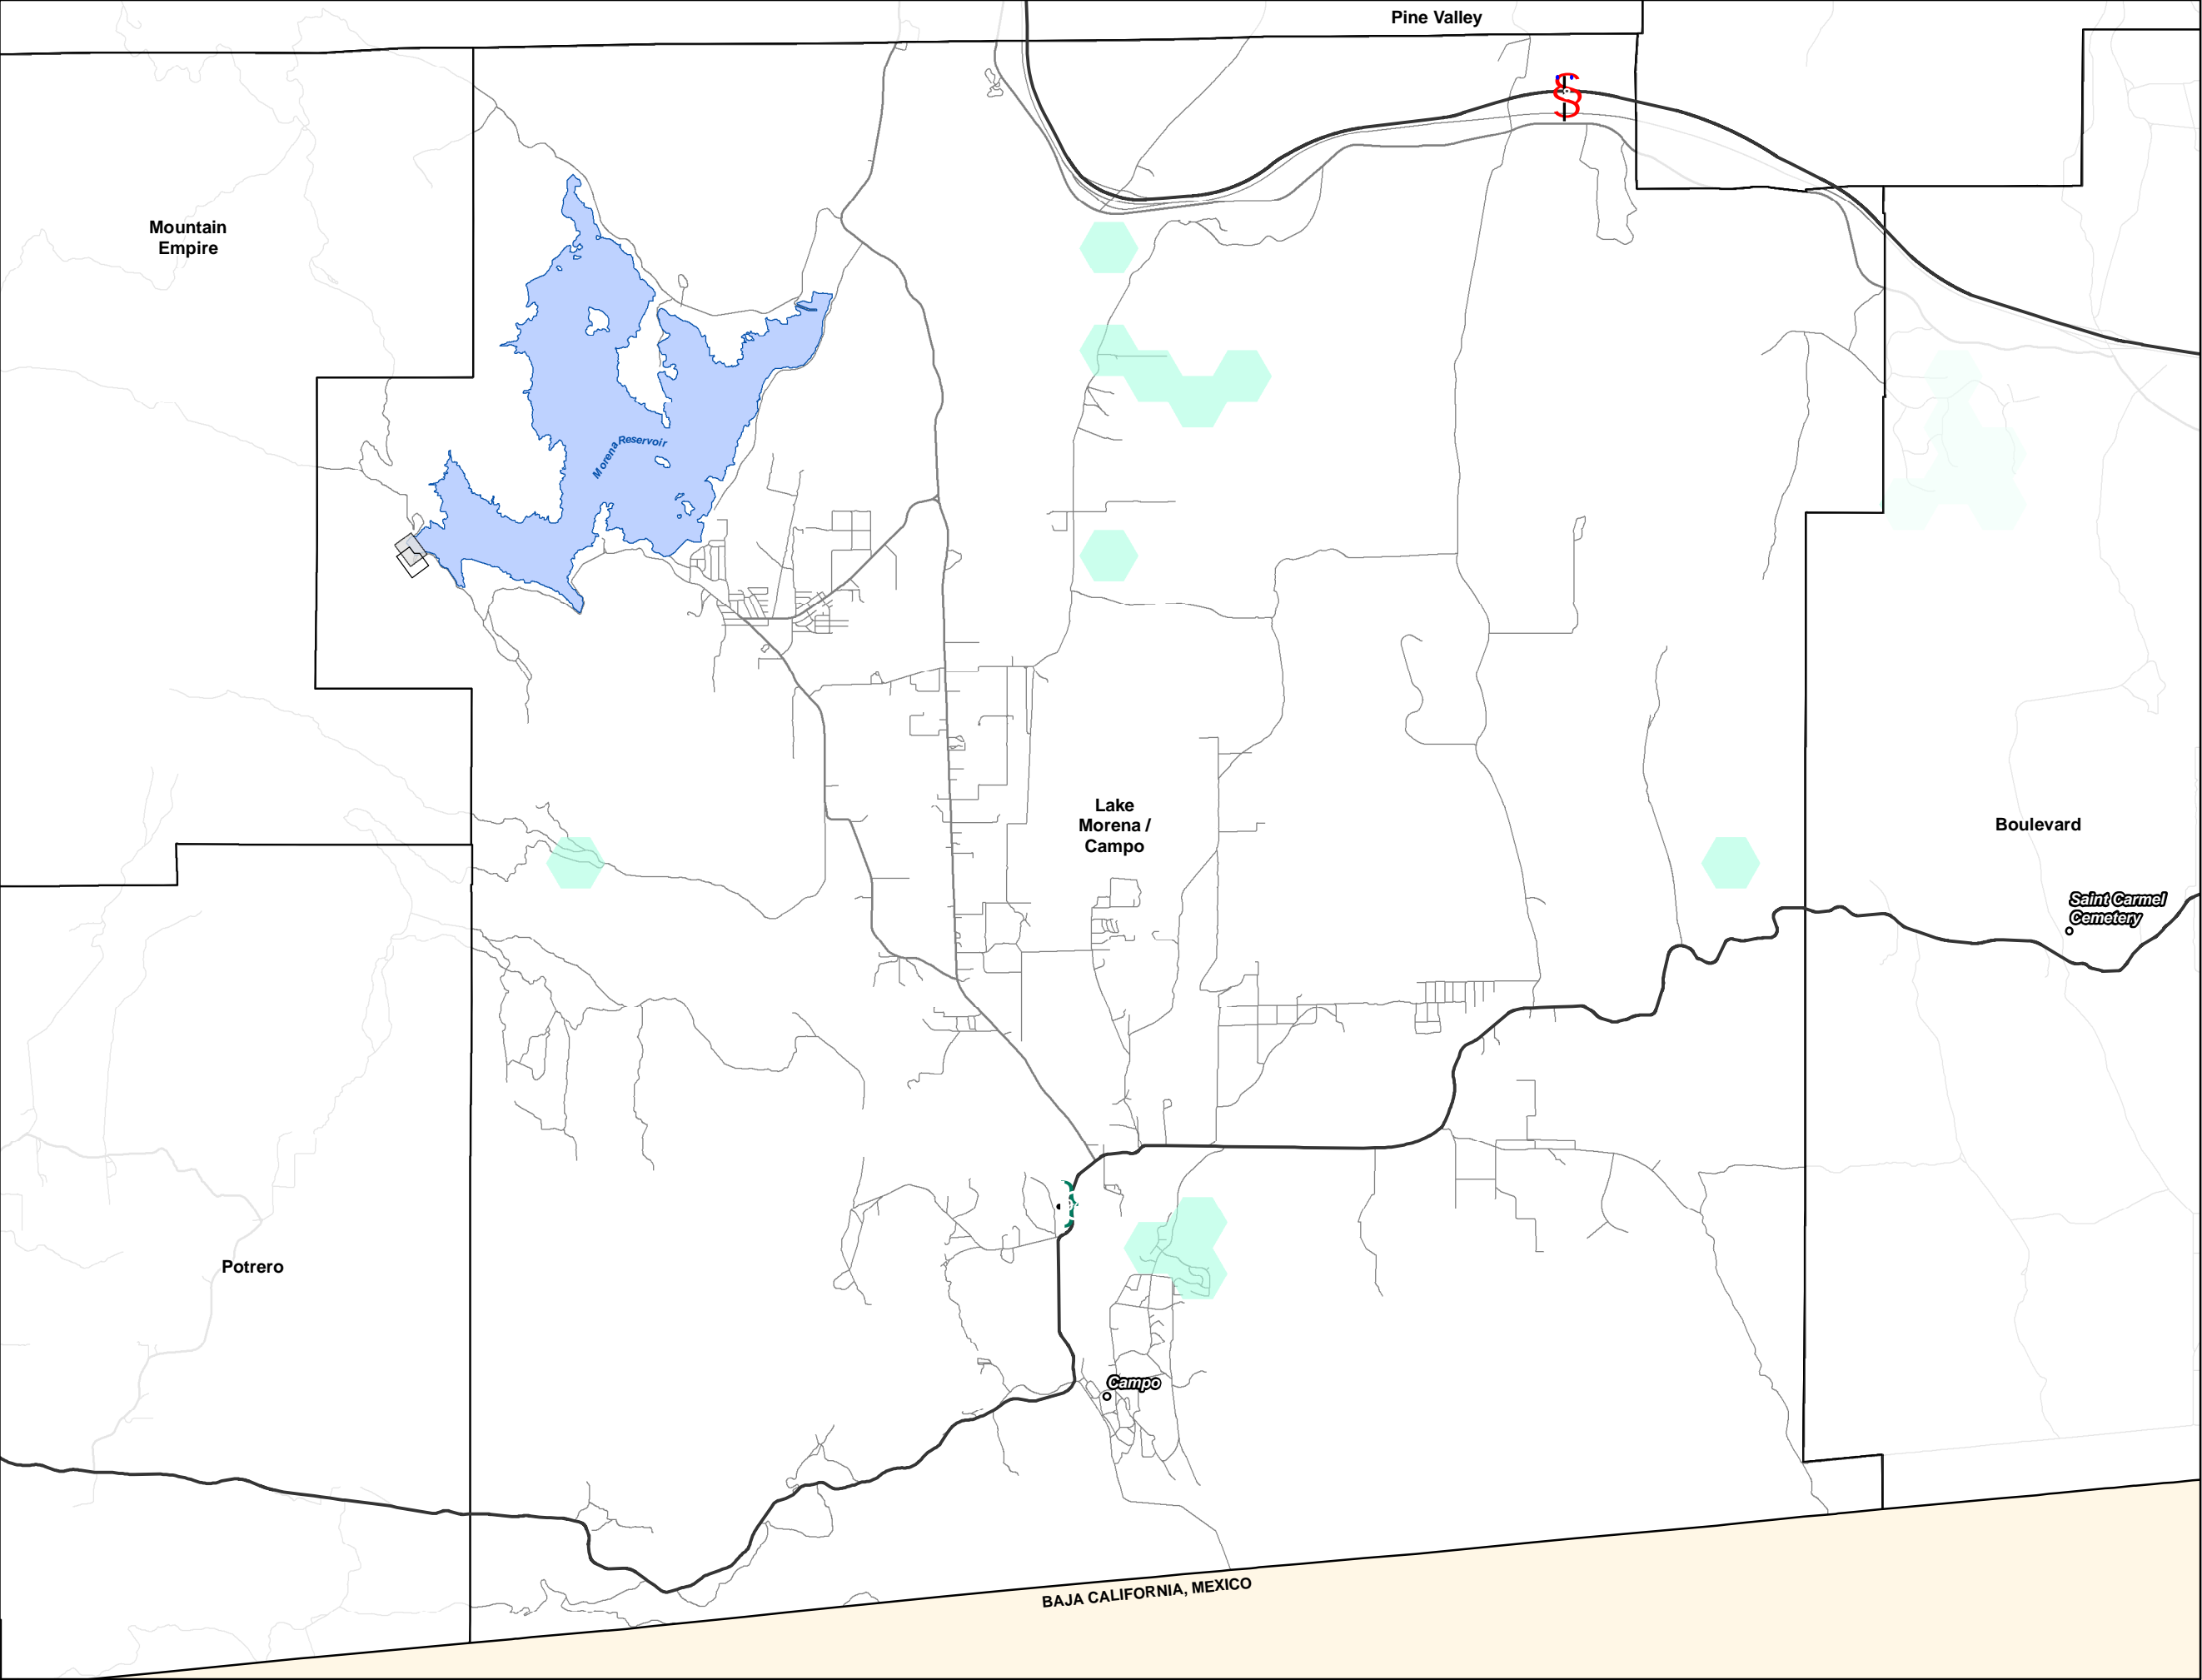 Pine Valley
Mountain
Empire
Morena Reservoir
Lake
Morena /
Campo
Boulevard
Saint Carmel
Cemetery
Potrero
Campo
BAJA CALIFORNIA, MEXICO